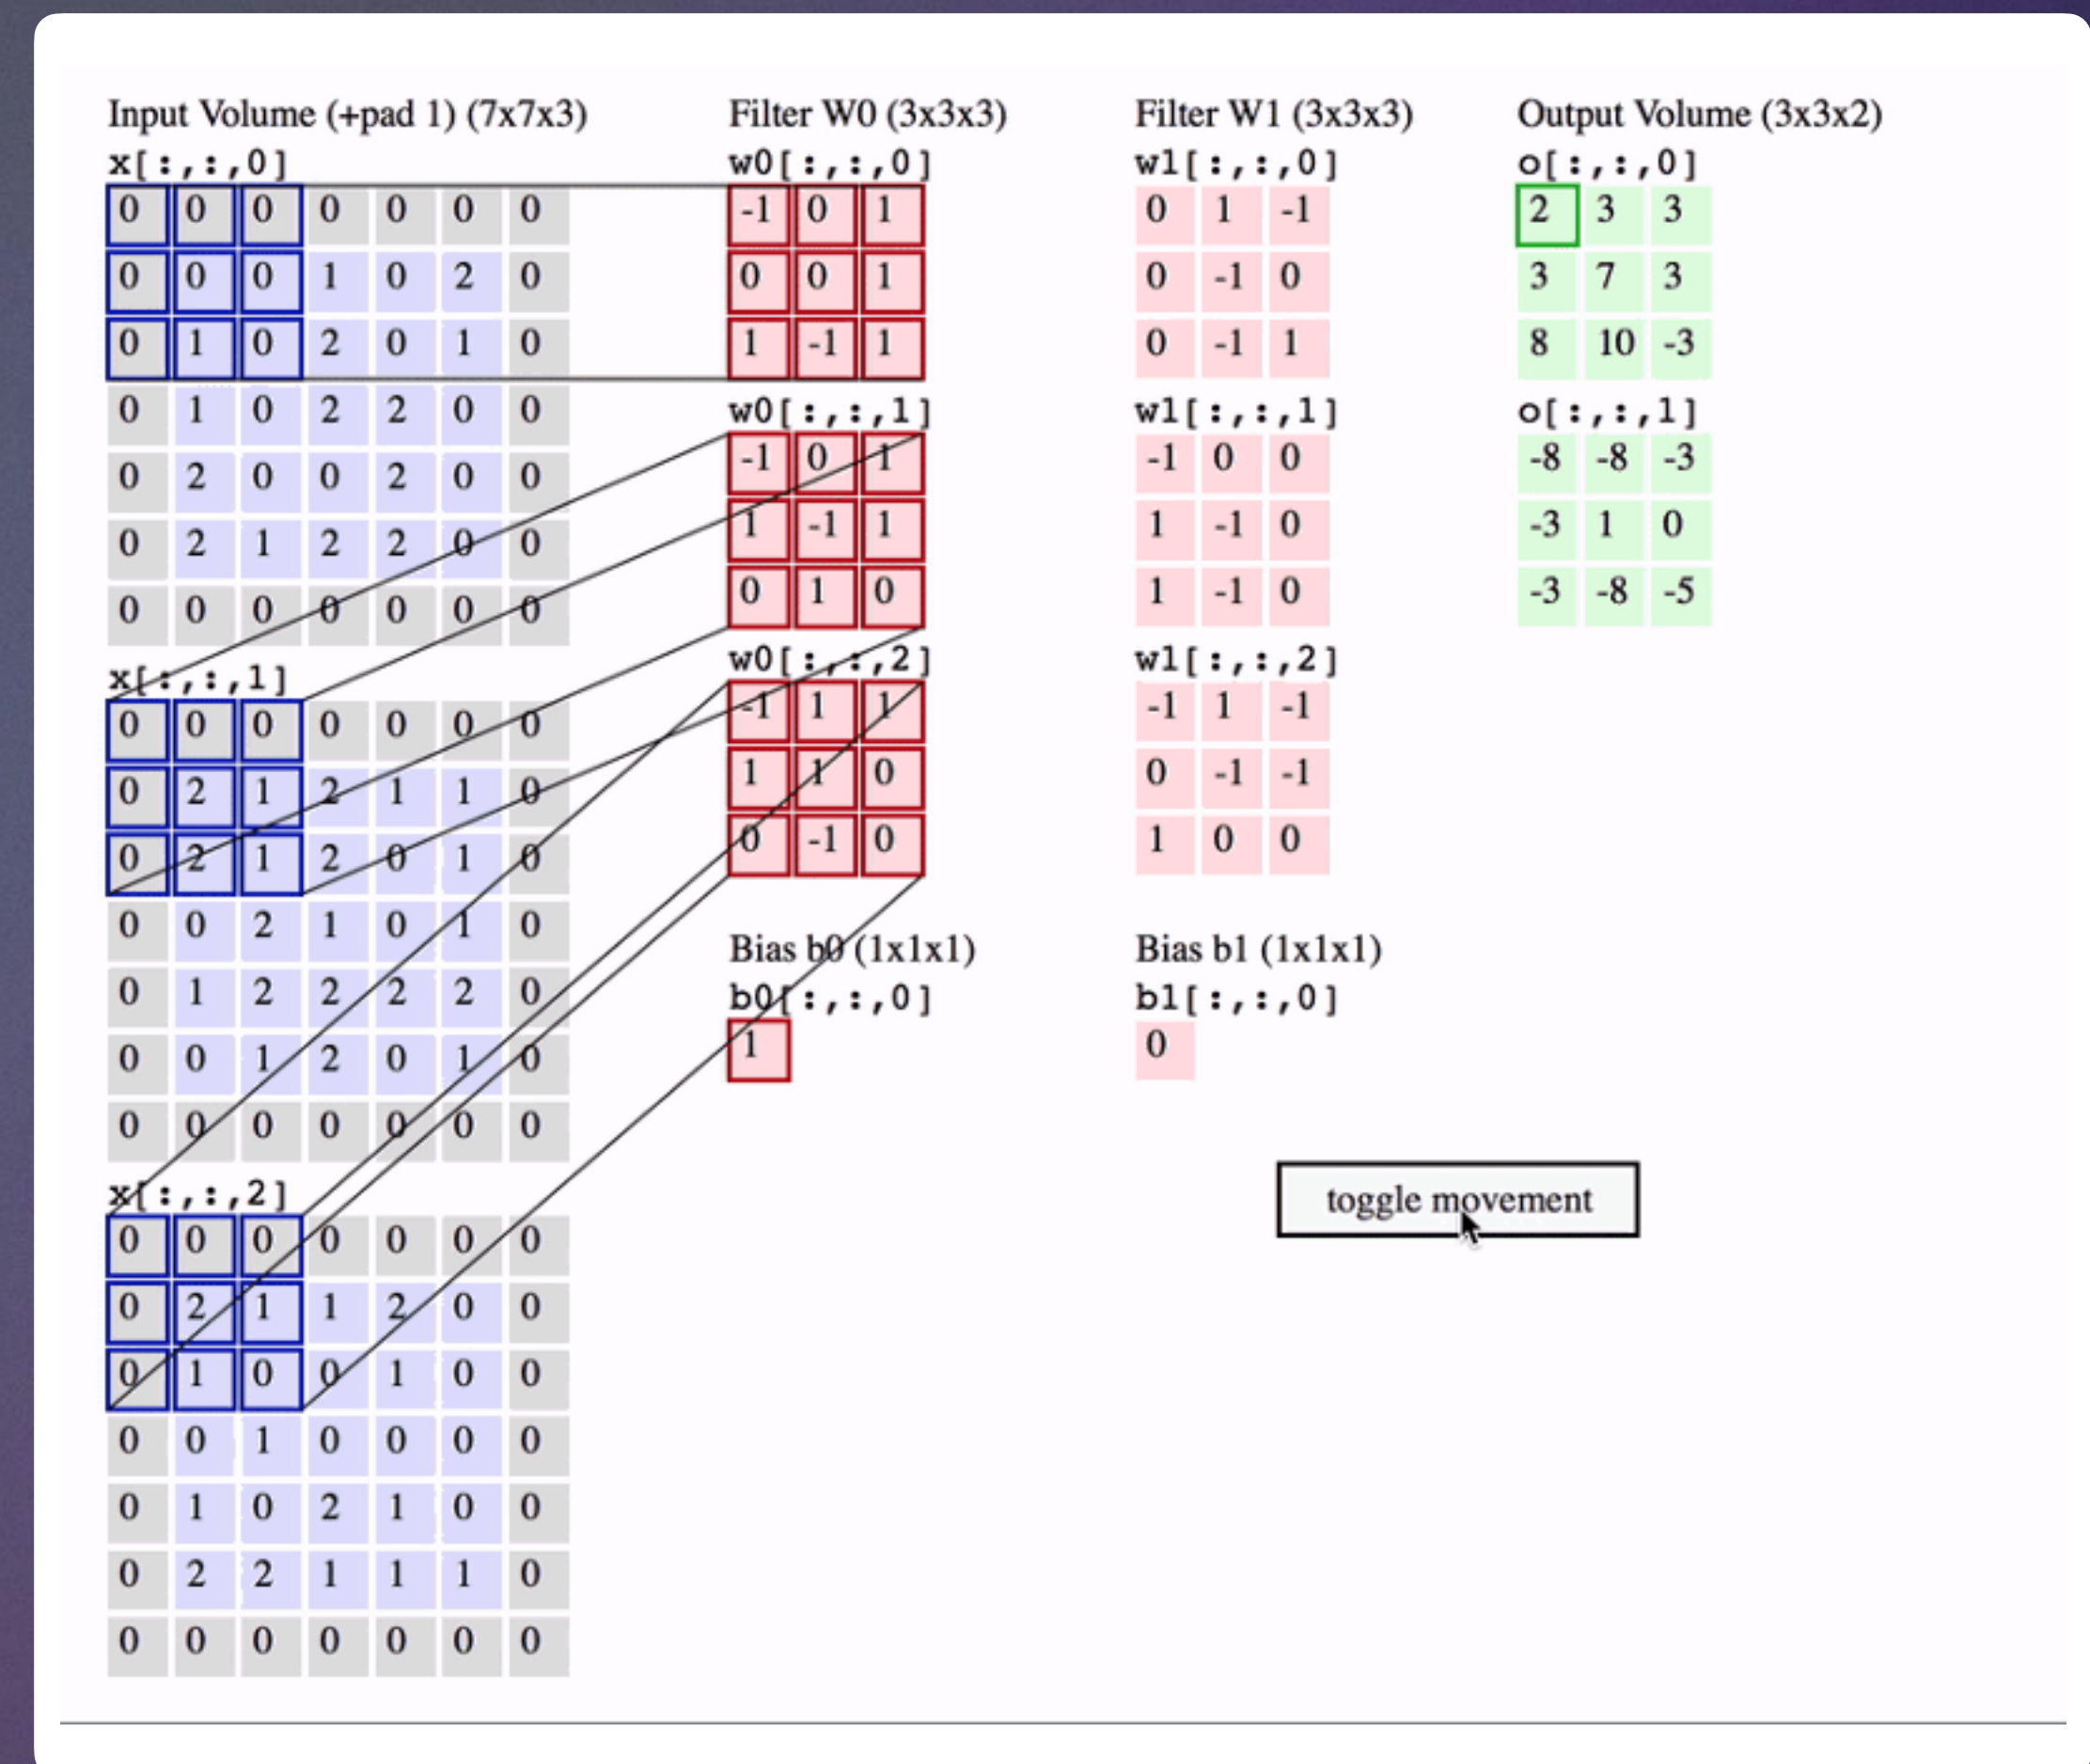 Input Volume (+pad 1) (7x7x3)
x[:,:,0]
0 0 0 0 0 0 0
0 0 0 1 0 2 0
0 1 0 2 0 1 0
0 1 0 2 2 0 0
0 2 0 0 2 0 0
0 2 1 2 2 0 0
0 0 0 0 0 0 0
x[:,:,1]
0 0 0 0 0 0 0
0 2 1 2 1 1 0
0 2 1 2 0 1 0
0 0 2 1 0 1 0
0 1 2 2 2 2 0
0 0 1 2 0 1 0
0 0 0 0 0 0 0
x[:,:,2]
0 0 0 0 0 0 0
0 2 1 1 2 0 0
0 1 0 0 1 0 0
0 0 1 0 0 0 0
0 1 0 2 1 0 0
0 2 2 1 1 1 0
0 0 0 0 0 0 0
Filter W0 (3x3x3)
w0[:,:,0]
-1 0 1
0 0 1
1 -1 1
w0[:,:,1]
-1 0 1
1 -1 1
0 1 0
w0[:,:,2]
-1 1 1
1 1 0
0 -1 0
Bias b0 (1x1x1)
b0[:,:,0]
1
Filter W1 (3x3x3)
w1[:,:,0]
0 1 -1
0 -1 0
0 -1 1
w1[:,:,1]
-1 0 0
1 -1 0
1 -1 0
w1[:,:,2]
-1 1 -1
0 -1 -1
1 0 0
Bias b1 (1x1x1)
b1[:,:,0]
0
Output Volume (3x3x2)
o[:,:,0]
2 3 3
3 7 3
8 10 -3
o[:,:,1]
-8 -8 -3
-3 1 0
-3 -8 -5
toggle movement